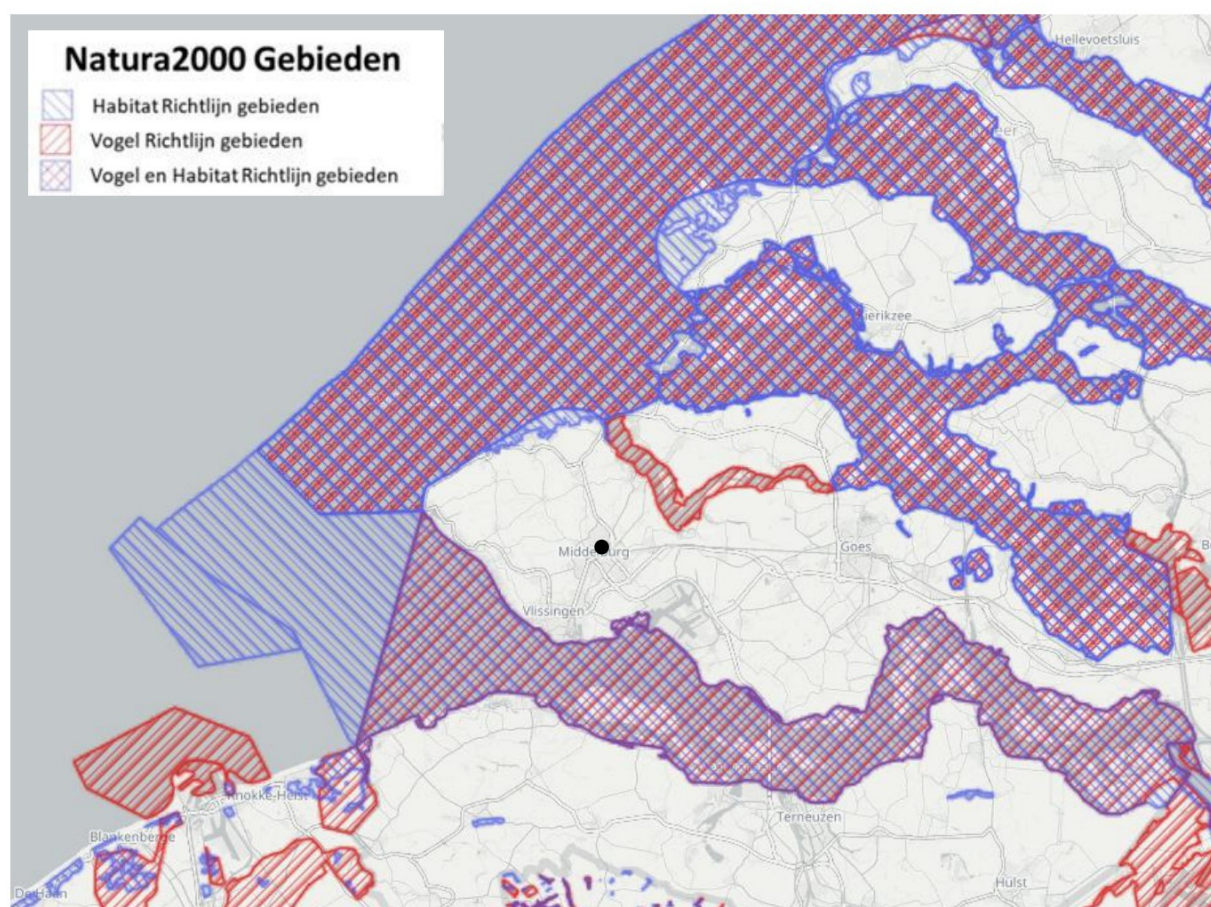 Natura2000 Gebieden
Habitat Richtlijn gebieden
Vogel Richtlijn gebieden
Vogel en Habitat Richtlijn gebieden
Hellevoetsluis
ierikzee
Middelburg
Goes
Vlissingen
Knokke-Heist
Terneuzen
Blankenberge
De Haan
Hulst